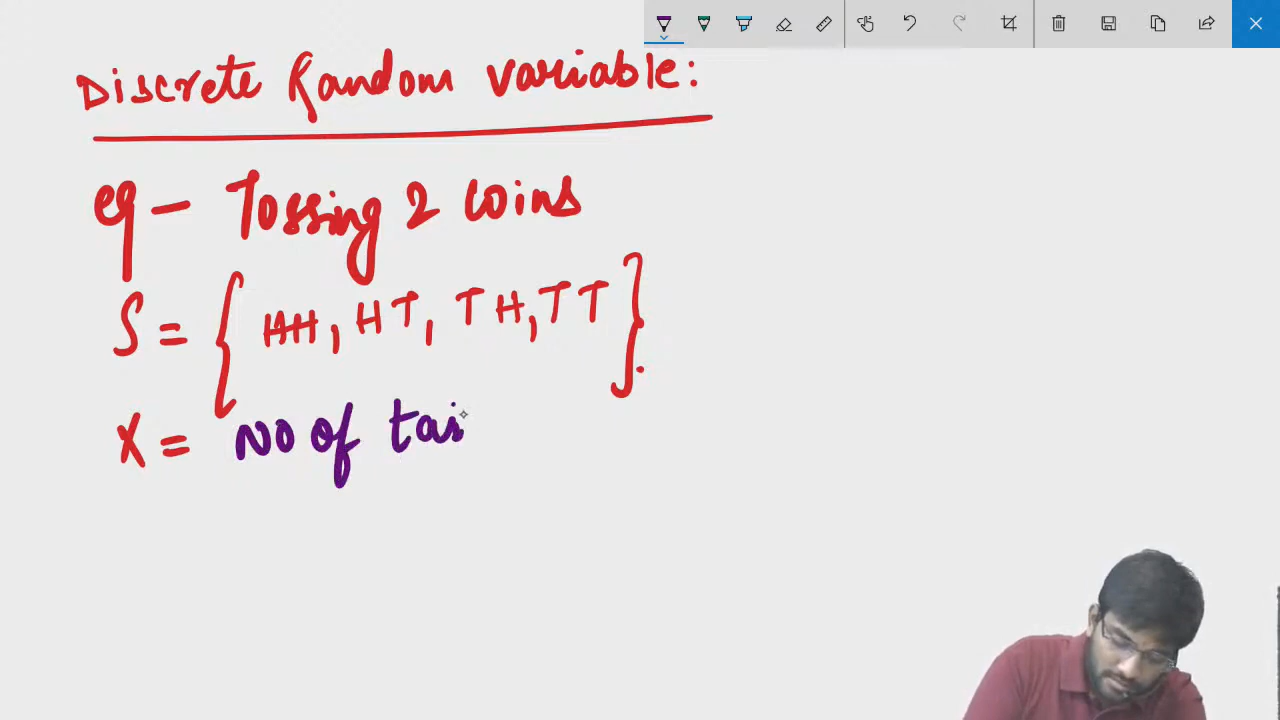 Discrete Random variable:
eg - Tossing 2 coins
S = { HH, HT, TH, TT }.
X = No of tai